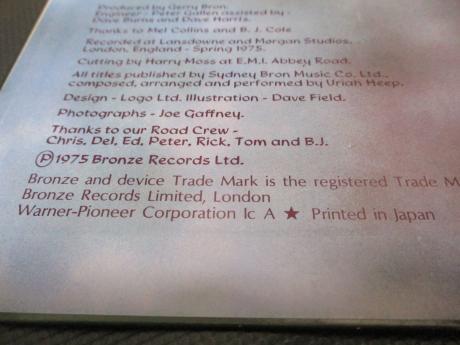 Produced by Gerry Bron.
Engineer - Peter Gallen assisted by -
Dave Burns and Dave Harris.
Thanks to Mel Collins and B. J. Cole
Recorded at Lansdowne and Morgan Studios,
London, England - Spring 1975.
Cutting by Harry Moss at E.M.I. Abbey Road.
All titles published by Sydney Bron Music Co. Ltd.,
composed, arranged and performed by Uriah Heep.
Design - Logo Ltd. Illustration - Dave Field.
Photographs - Joe Gaffney.
Thanks to our Road Crew -
Chris, Del, Ed, Peter, Rick, Tom and B.J.
Ⓟ1975 Bronze Records Ltd.
Bronze and device Trade Mark is the registered Trade M
Bronze Records Limited, London
Warner-Pioneer Corporation Ic A ★ Printed in Japan